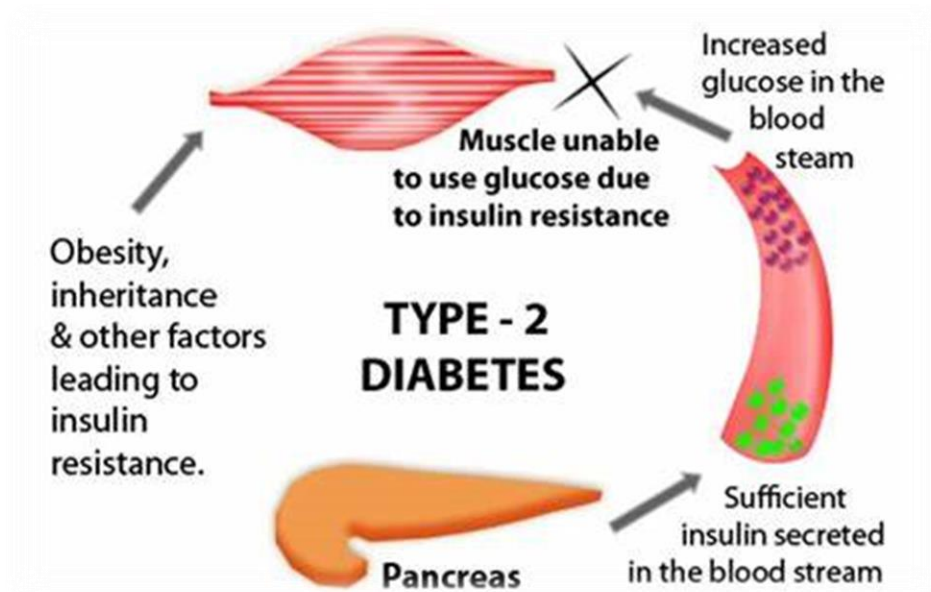 Increased
glucose in the
blood
steam
Muscle unable
to use glucose due
to insulin resistance
Obesity,
inheritance
& other factors
leading to
insulin
resistance.
TYPE - 2
DIABETES
Sufficient
insulin secreted
in the blood stream
Pancreas